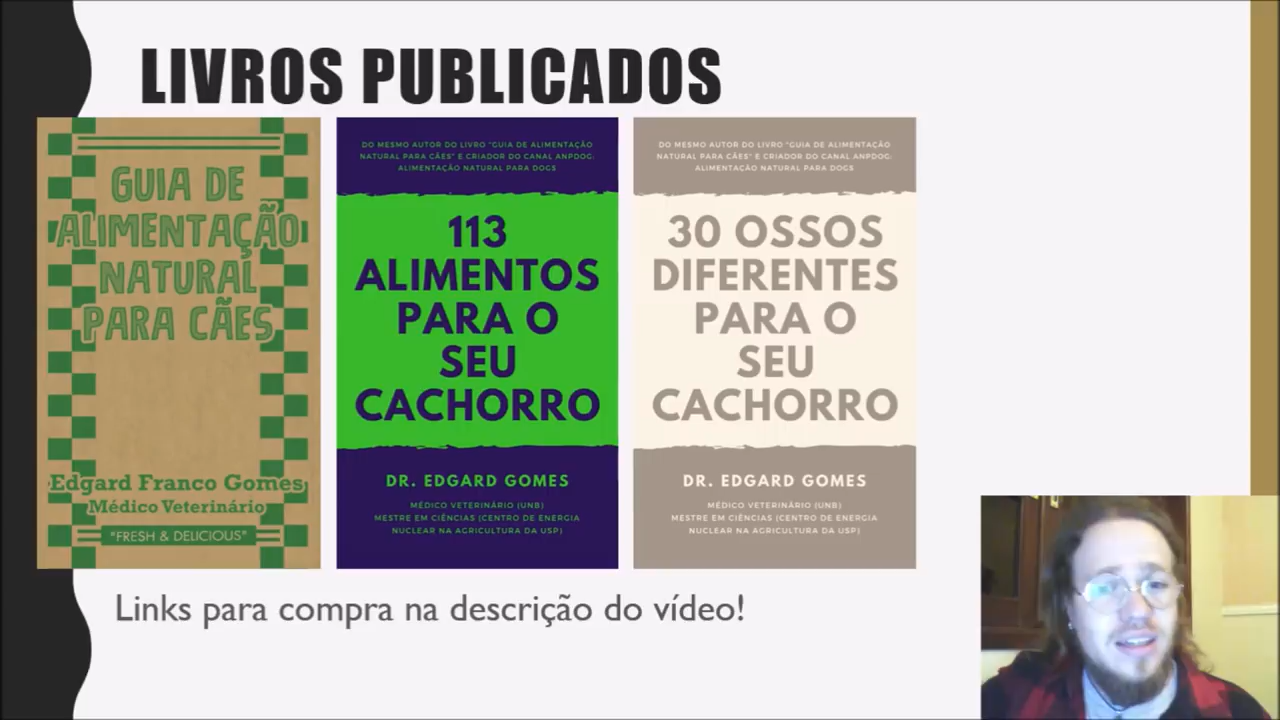 LIVROS PUBLICADOS
GUIA DE
ALIMENTAÇÃO
NATURAL
PARA CÃES
Edgard Franco Gomes
Médico Veterinário
"FRESH & DELICIOUS"
DO MESMO AUTOR DO LIVRO "GUIA DE ALIMENTAÇÃO
NATURAL PARA CÃES" E CRIADOR DO CANAL ANPDOG:
ALIMENTAÇÃO NATURAL PARA DOGS
113
ALIMENTOS
PARA O
SEU
CACHORRO
DR. EDGARD GOMES
MÉDICO VETERINÁRIO (UNB)
MESTRE EM CIÊNCIAS (CENTRO DE ENERGIA
NUCLEAR NA AGRICULTURA DA USP)
DO MESMO AUTOR DO LIVRO "GUIA DE ALIMENTAÇÃO
NATURAL PARA CÃES" E CRIADOR DO CANAL ANPDOG:
ALIMENTAÇÃO NATURAL PARA DOGS
30 OSSOS
DIFERENTES
PARA O
SEU
CACHORRO
DR. EDGARD GOMES
MÉDICO VETERINÁRIO (UNB)
MESTRE EM CIÊNCIAS (CENTRO DE ENERGIA
NUCLEAR NA AGRICULTURA DA USP)
Links para compra na descrição do vídeo!